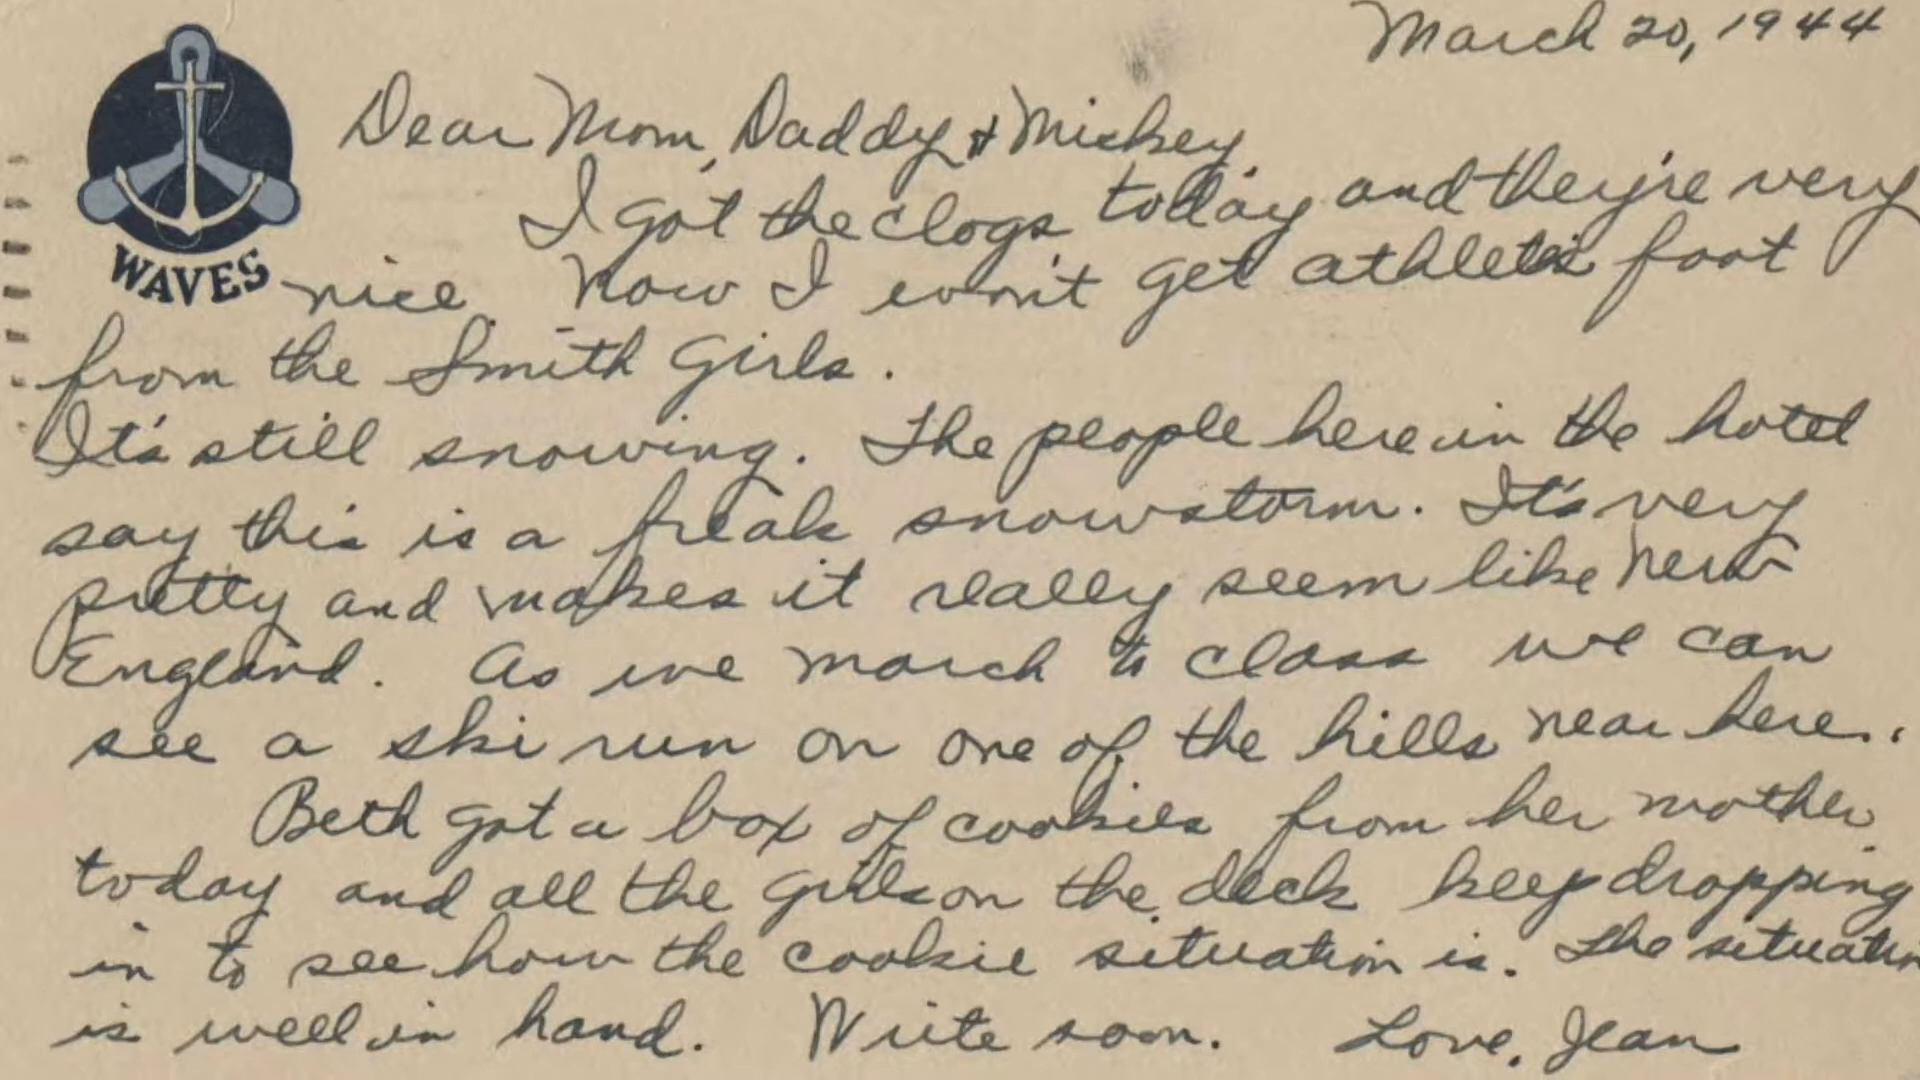 March 20, 1944
Dear Mom, Daddy & Mickey,
I got the clogs today and they're very
WAVES
nice. Now I won't get athlete's foot
from the Smith Girls.
It's still snowing. The people here in the hotel
say this is a freak snowstorm. It's very
pretty and makes it really seem like New
England. As we march to class we can
see a ski run on one of the hills near here.
Beth got a box of cookies from her mother
today and all the girls on the deck keep dropping
in to see how the cookie situation is. The situation
is well in hand. Write soon. Love, Jean